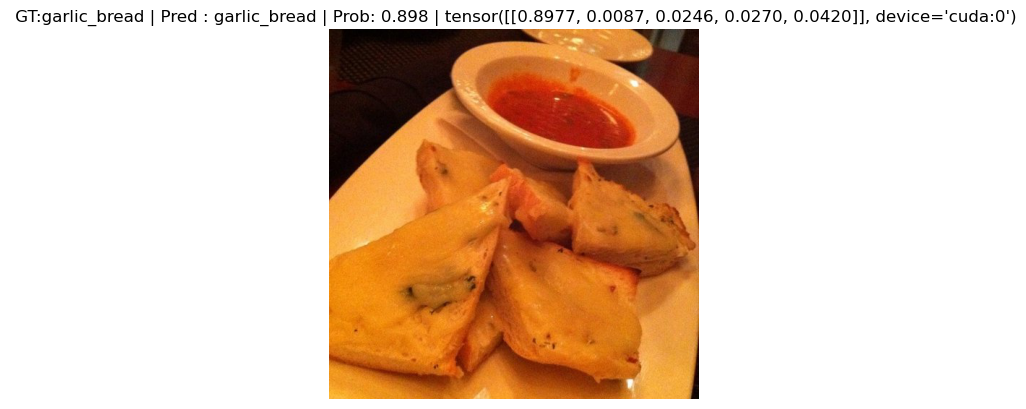 GT:garlic_bread | Pred : garlic_bread | Prob: 0.898 | tensor([[0.8977, 0.0087, 0.0246, 0.0270, 0.0420]], device='cuda:0')